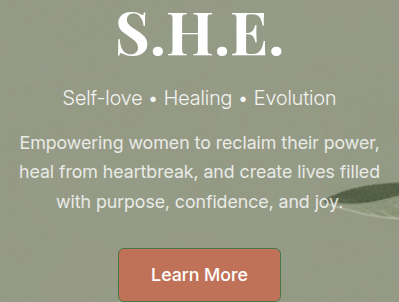 S.H.E.
Self-love • Healing • Evolution
Empowering women to reclaim their power,
heal from heartbreak, and create lives filled
with purpose, confidence, and joy.
Learn More